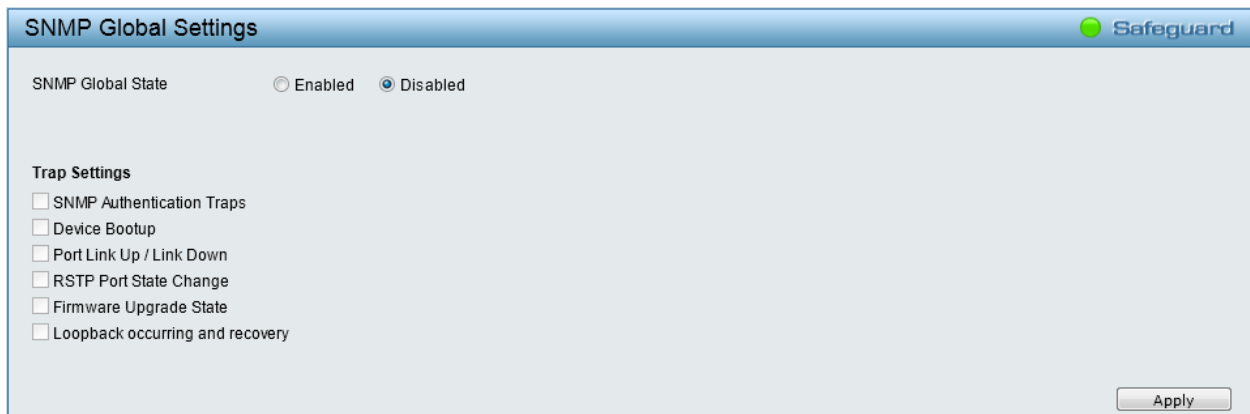 SNMP Global Settings Safeguard
SNMP Global State Enabled Disabled
Trap Settings
SNMP Authentication Traps
Device Bootup
Port Link Up / Link Down
RSTP Port State Change
Firmware Upgrade State
Loopback occurring and recovery
Apply